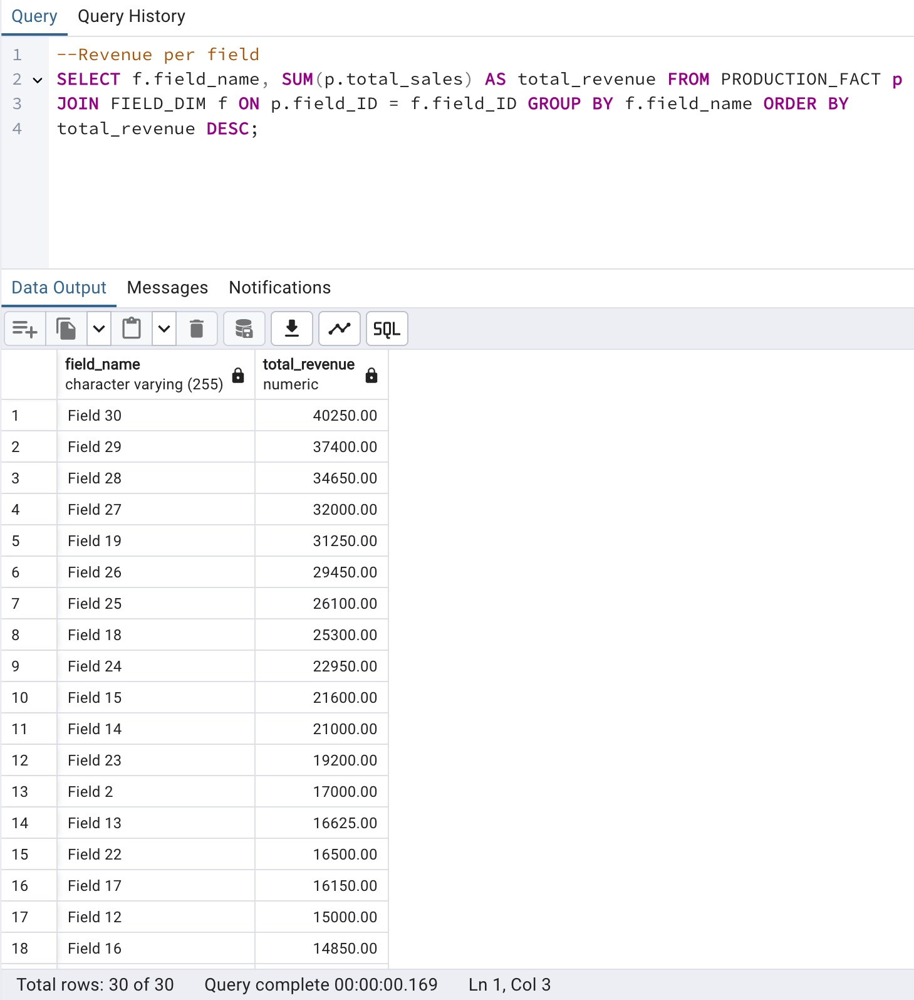 Query Query History
1 --Revenue per field
2 SELECT f.field_name, SUM(p.total_sales) AS total_revenue FROM PRODUCTION_FACT p
3 JOIN FIELD_DIM f ON p.field_ID = f.field_ID GROUP BY f.field_name ORDER BY
4 total_revenue DESC;
Data Output Messages Notifications
SQL
field_name total_revenue
character varying (255) numeric
1 Field 30 40250.00
2 Field 29 37400.00
3 Field 28 34650.00
4 Field 27 32000.00
5 Field 19 31250.00
6 Field 26 29450.00
7 Field 25 26100.00
8 Field 18 25300.00
9 Field 24 22950.00
10 Field 15 21600.00
11 Field 14 21000.00
12 Field 23 19200.00
13 Field 2 17000.00
14 Field 13 16625.00
15 Field 22 16500.00
16 Field 17 16150.00
17 Field 12 15000.00
18 Field 16 14850.00
Total rows: 30 of 30 Query complete 00:00:00.169 Ln 1, Col 3